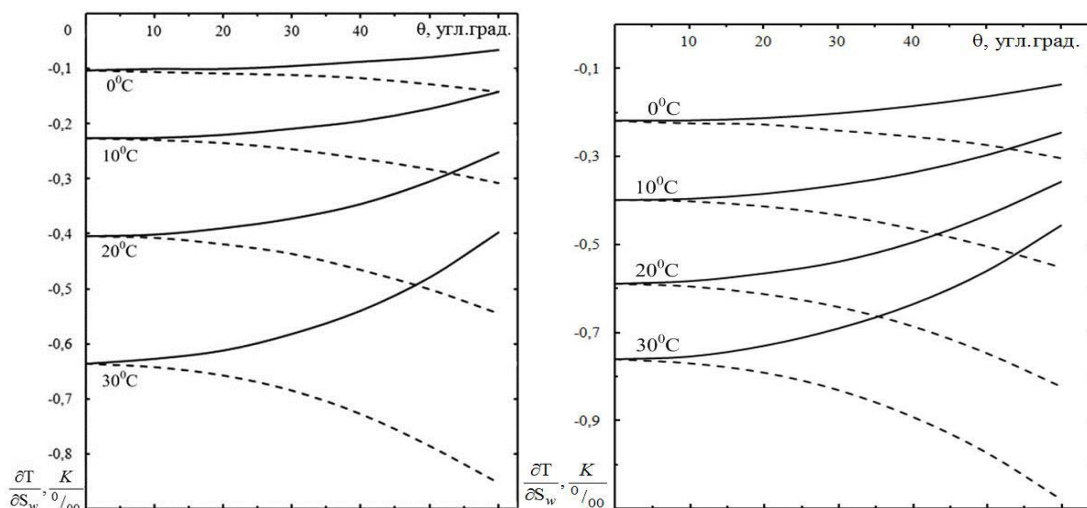 0 10 20 30 40 θ, угл.град.
-0,1
0⁰C
-0,2
10⁰C
-0,3
-0,4
20⁰C
-0,5
-0,6
30⁰C
-0,7
-0,8
∂T/∂S_w, K/⁰/₀₀
10 20 30 40 θ, угл.град.
-0,1
0⁰C
-0,3
10⁰C
-0,5
20⁰C
-0,7
30⁰C
-0,9
∂T/∂S_w, K/⁰/₀₀